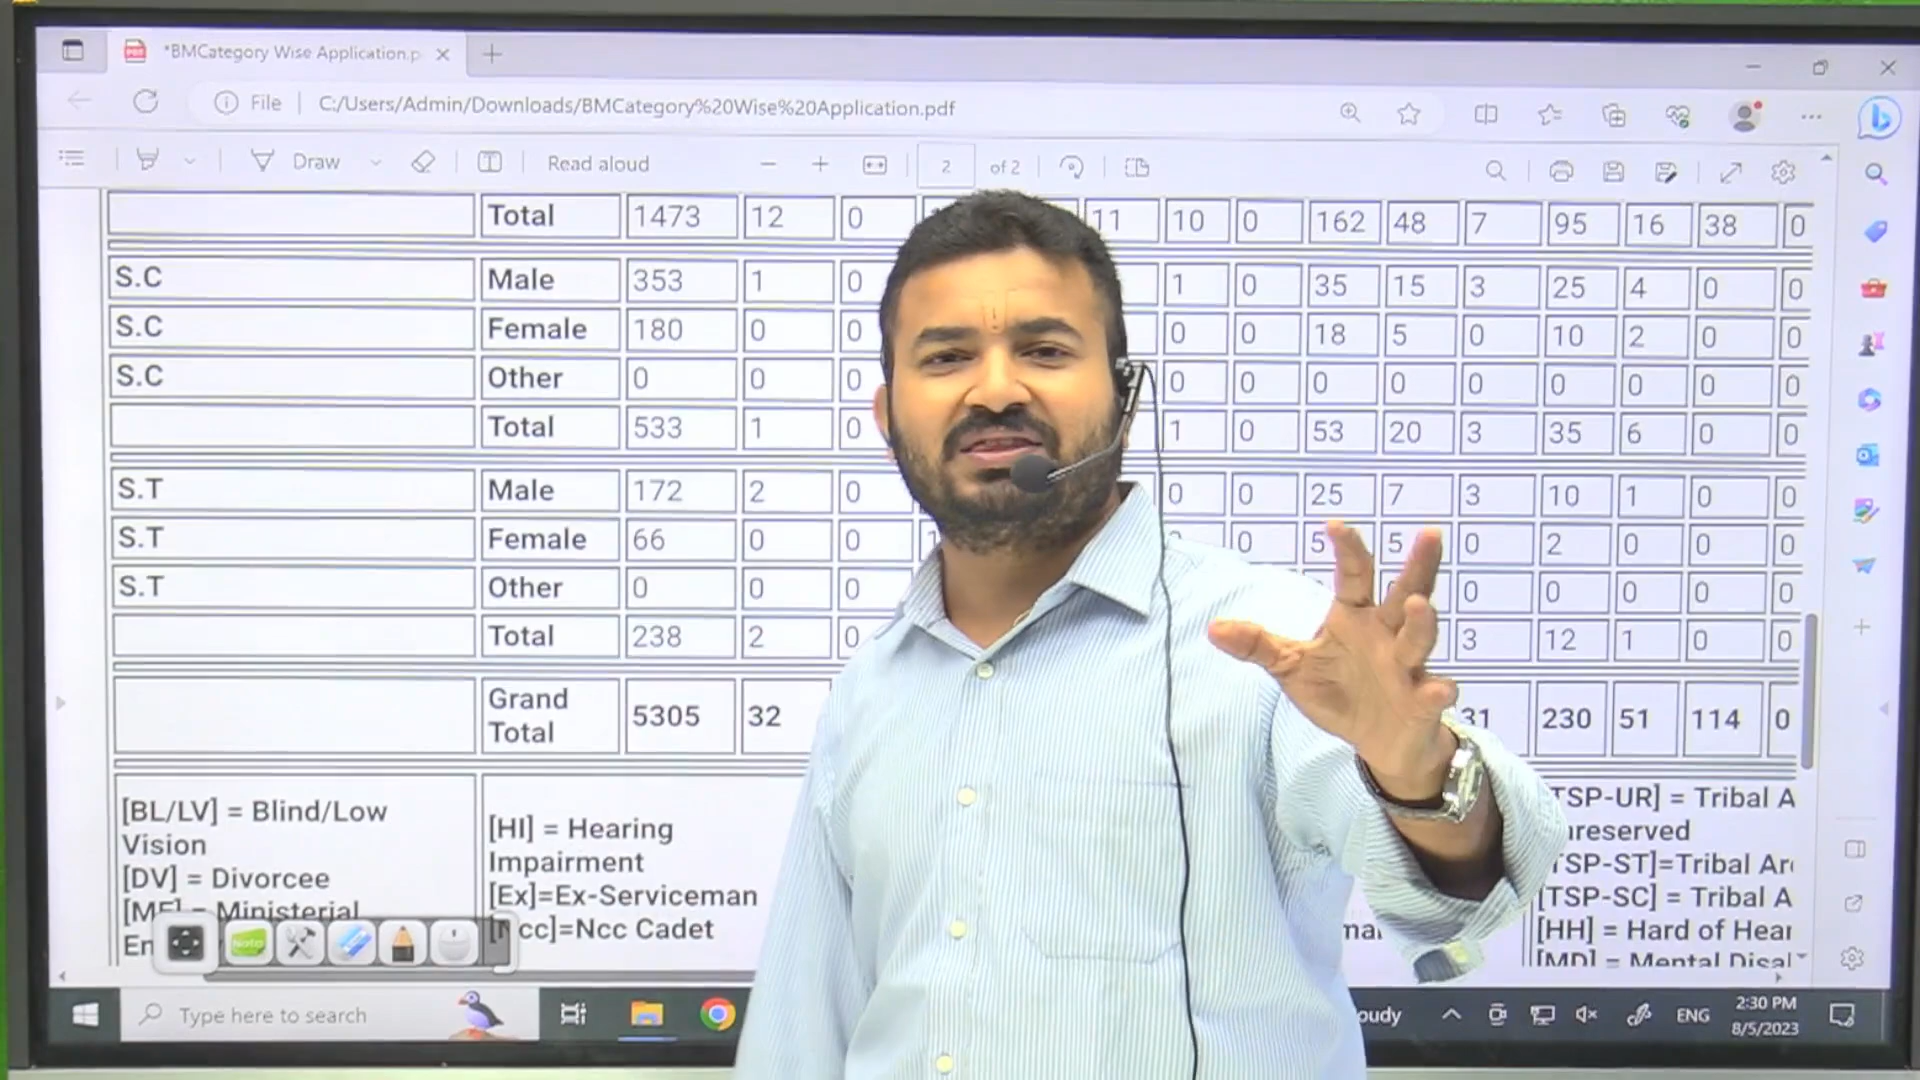 *BMCategory Wise Application.p
File
C:/Users/Admin/Downloads/BMCategory%20Wise%20Application.pdf
Draw
Read aloud
2 of 2
Total 1473 12 0 11 10 0 162 48 7 95 16 38 0
S.C Male 353 1 0 1 0 35 15 3 25 4 0 0
S.C Female 180 0 0 0 0 18 5 0 10 2 0 0
S.C Other 0 0 0 0 0 0 0 0 0 0 0 0
Total 533 1 0 1 0 53 20 3 35 6 0 0
S.T Male 172 2 0 0 0 25 7 3 10 1 0 0
S.T Female 66 0 0 0 5 5 0 2 0 0 0
S.T Other 0 0 0 0 0 0 0 0
Total 238 2 0 3 12 1 0 0
Grand
Total 5305 32 31 230 51 114 0
[BL/LV] = Blind/Low
Vision
[DV] = Divorcee
Ministerial
[HI] = Hearing
Impairment
[Ex]=Ex-Serviceman
cc]=Ncc Cadet
TSP-UR] = Tribal A
nreserved
TSP-ST]=Tribal Ar
[TSP-SC] = Tribal A
[HH] = Hard of Hear
[MD] = Mental Disal
Note
Type here to search
oudy
ENG
2:30 PM
8/5/2023